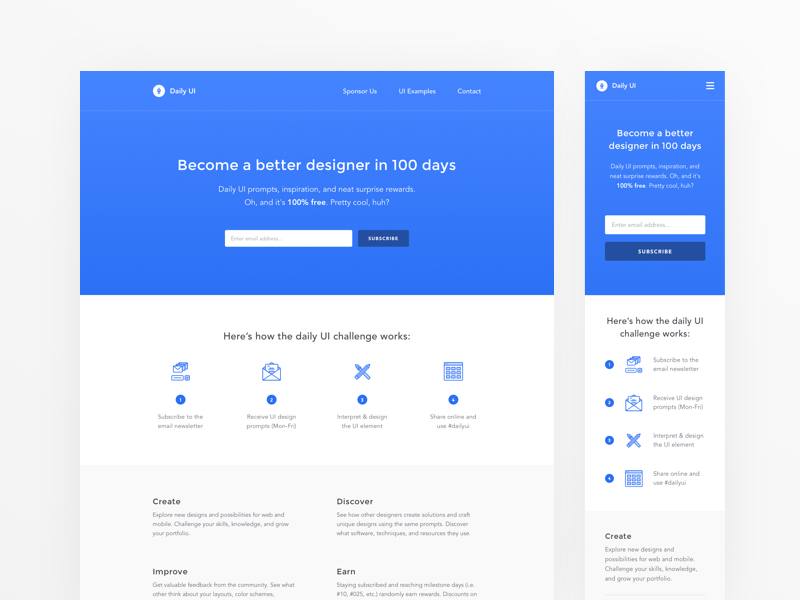 Daily UI
Sponsor Us
UI Examples
Contact
Become a better designer in 100 days
Daily UI prompts, inspiration, and neat surprise rewards.
Oh, and it's 100% free. Pretty cool, huh?
Enter email address...
SUBSCRIBE
Here's how the daily UI challenge works:
1
Subscribe to the
email newsletter
2
Receive UI design
prompts (Mon-Fri)
3
Interpret & design
the UI element
4
Share online and
use #dailyui
Create
Explore new designs and possibilities for web and
mobile. Challenge your skills, knowledge, and grow
your portfolio.
Discover
See how other designers create solutions and craft
unique designs using the same prompts. Discover
what software, techniques, and resources they use.
Improve
Get valuable feedback from the community. See what
other think about your layouts, color schemes,
Earn
Staying subscribed and reaching milestone days (i.e.
#10, #025, etc.) randomly earn rewards. Discounts on
Daily UI
Become a better
designer in 100 days
Daily UI prompts, inspiration, and
neat surprise rewards. Oh, and it's
100% free. Pretty cool, huh?
Enter email address...
SUBSCRIBE
Here's how the daily UI
challenge works:
1
Subscribe to the
email newsletter
2
Receive UI design
prompts (Mon-Fri)
3
Interpret & design
the UI element
4
Share online and
use #dailyui
Create
Explore new designs and
possibilities for web and mobile.
Challenge your skills, knowledge,
and grow your portfolio.